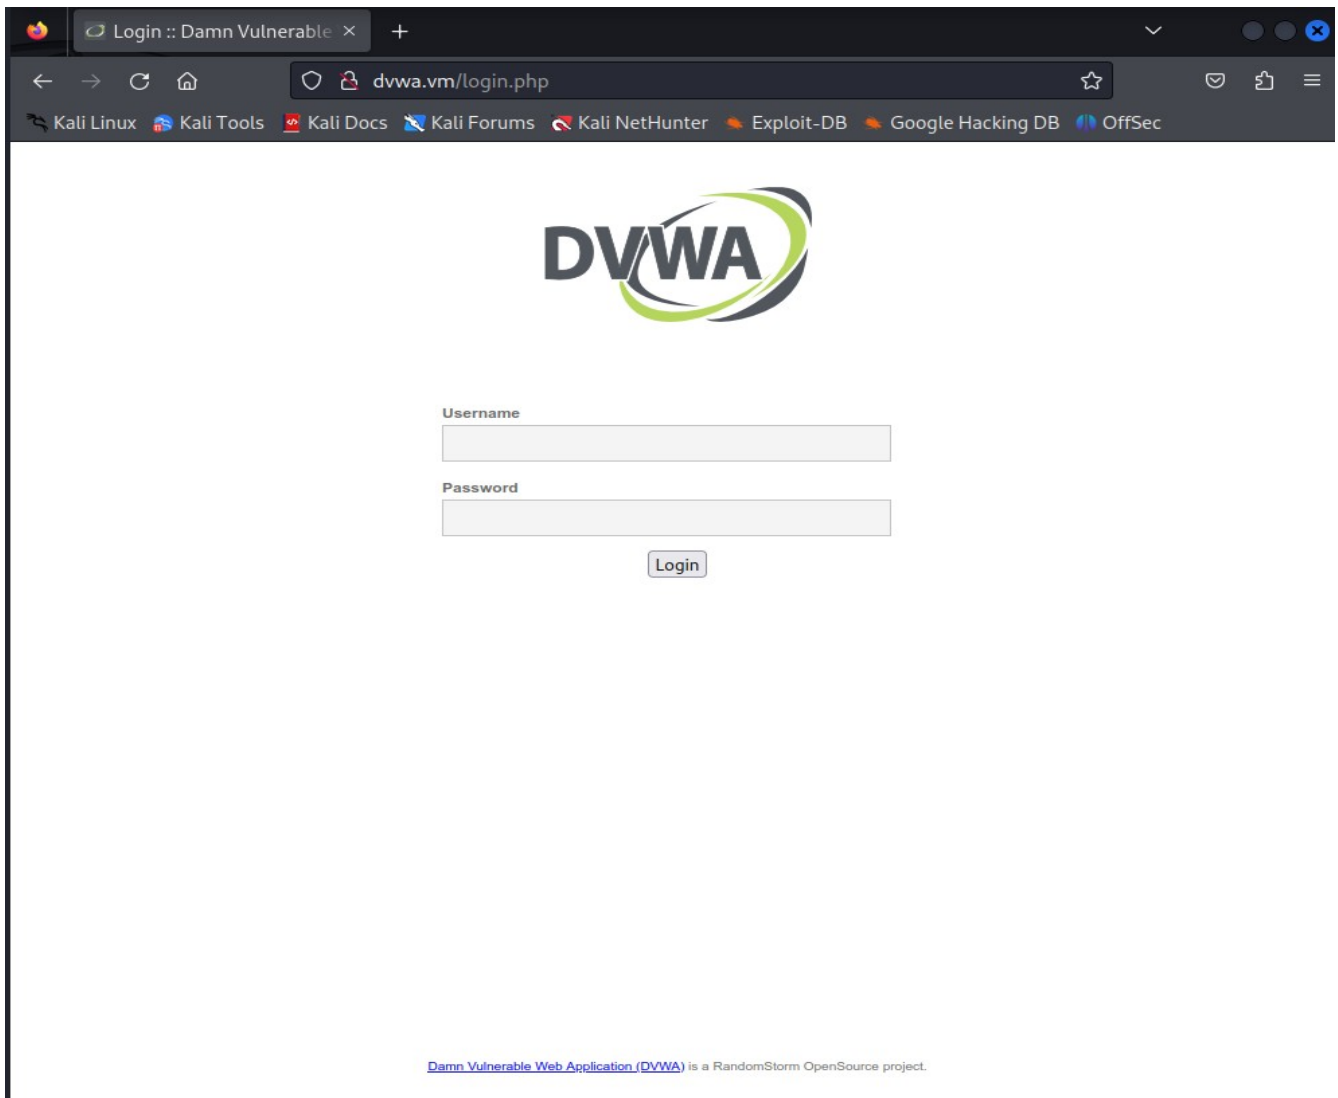 Login :: Damn Vulnerable
dvwa.vm/login.php
Kali Linux Kali Tools Kali Docs Kali Forums Kali NetHunter Exploit-DB Google Hacking DB OffSec
DVWA
Username
Password
Login
Damn Vulnerable Web Application (DVWA) is a RandomStorm OpenSource project.